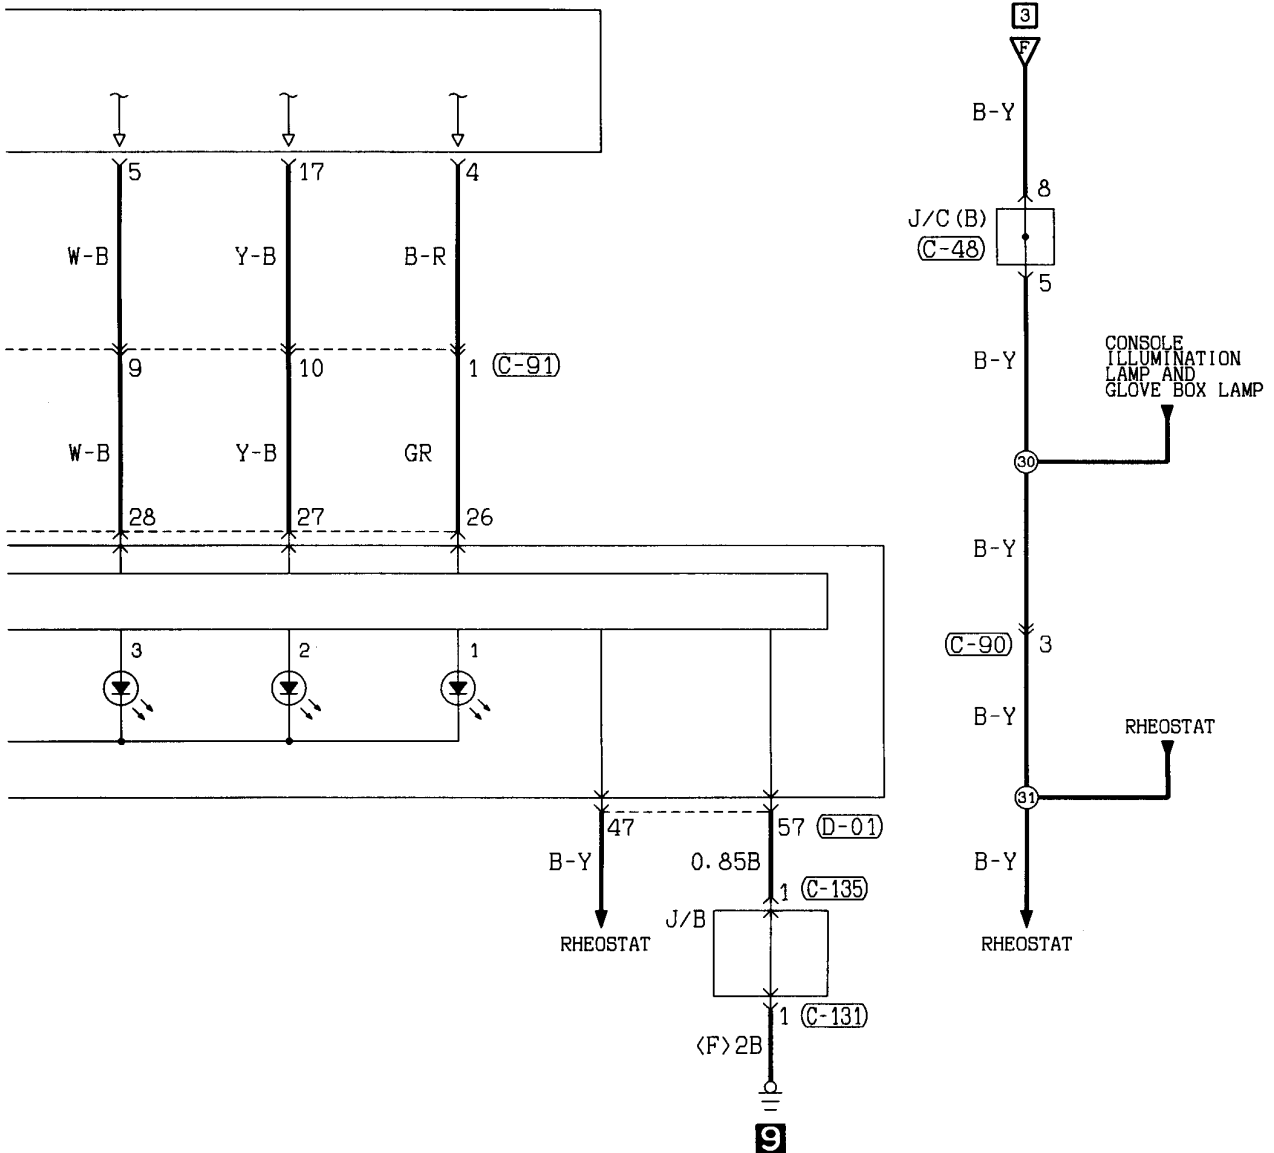 3
F
B-Y
5
17
4
8
J/C(B)
(C-48)
W-B
Y-B
B-R
5
9
10
1
(C-91)
B-Y
CONSOLE
ILLUMINATION
LAMP AND
GLOVE BOX LAMP
W-B
Y-B
GR
30
28
27
26
B-Y
3
2
1
(C-90)
3
B-Y
RHEOSTAT
31
47
57
(D-01)
B-Y
0.85B
B-Y
1
(C-135)
J/B
RHEOSTAT
RHEOSTAT
1
(C-131)
<F>2B
9